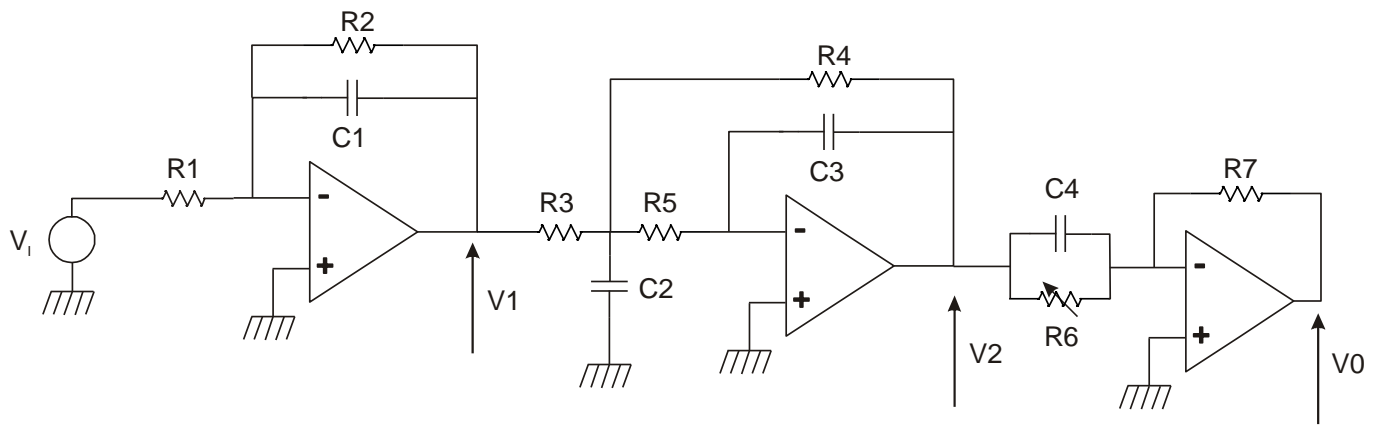 R2
R4
C1
C3
R1
R7
C4
R3
R5
-
-
-
V₁
+
+
+
C2
V1
R6
V2
V0